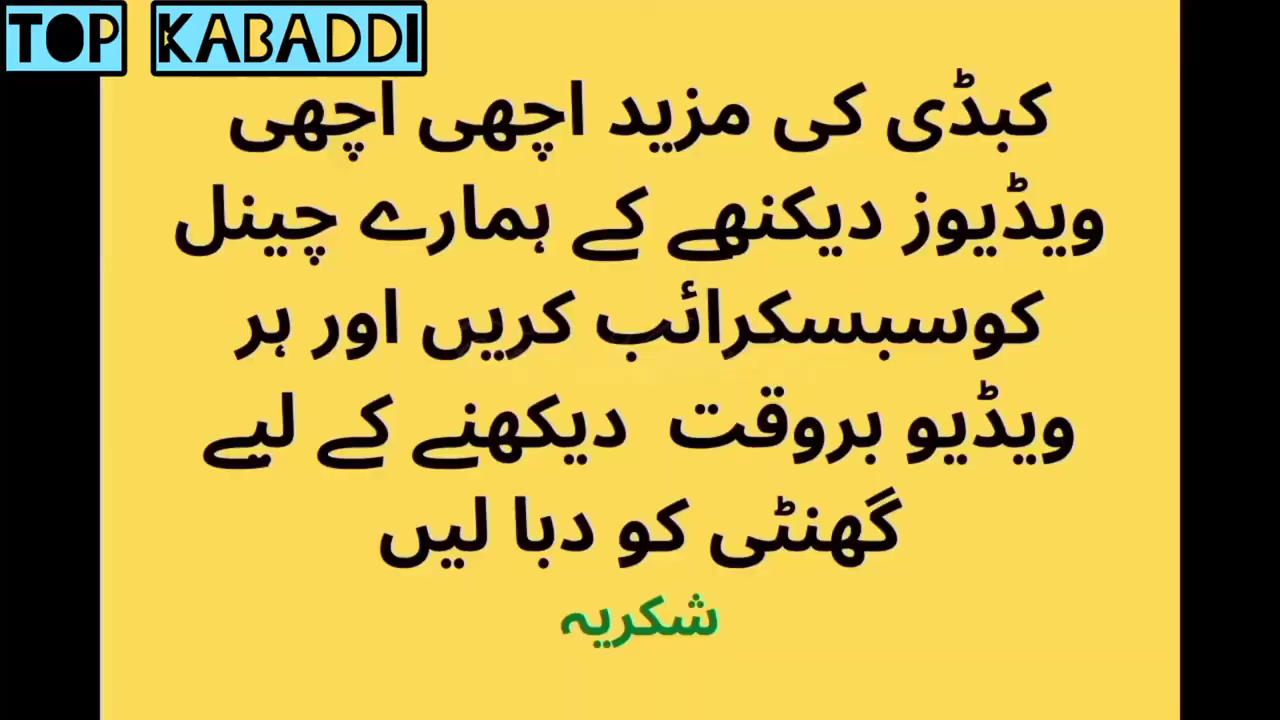 TOP KABADDI
کبڈی کی مزید اچھی اچھی
ویڈیوز دیکنھے کے ہمارے چینل
کوسبسکرائب کریں اور ہر
ویڈیو بروقت دیکھنے کے لیے
گھنٹی کو دبا لیں
شکریہ